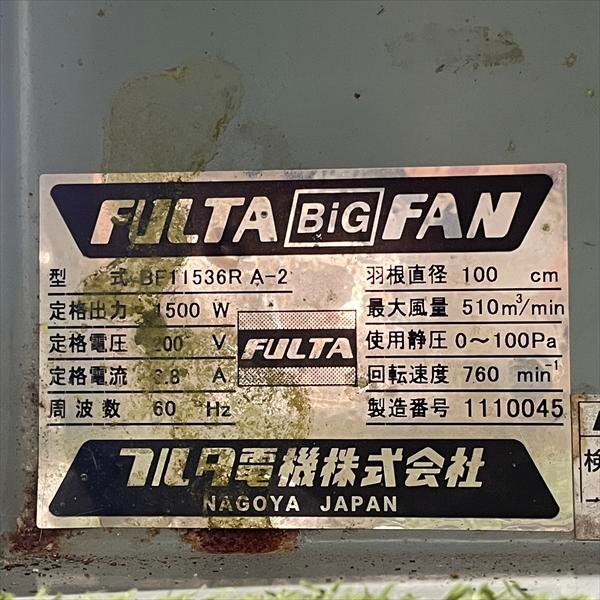 FULTA BiG FAN
型 式 BF11536R A-2
定格出力 1500 W
定格電圧 200 V
定格電流 A
周波数 60 Hz
FULTA
羽根直径 100 cm
最大風量 510m³/min
使用静圧 0～100Pa
回転速度 760 min⁻¹
製造番号 1110045
フルタ電機株式会社
NAGOYA JAPAN
検